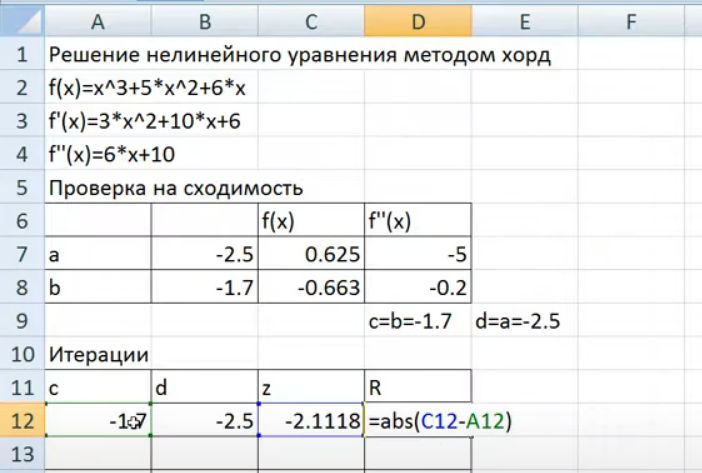 A B C D E F
1 Решение нелинейного уравнения методом хорд
2 f(x)=x^3+5*x^2+6*x
3 f'(x)=3*x^2+10*x+6
4 f''(x)=6*x+10
5 Проверка на сходимость
6 f(x) f''(x)
7 a -2.5 0.625 -5
8 b -1.7 -0.663 -0.2
9 c=b=-1.7 d=a=-2.5
10 Итерации
11 c d z R
12 -1.7 -2.5 -2.1118 =abs(C12-A12)
13